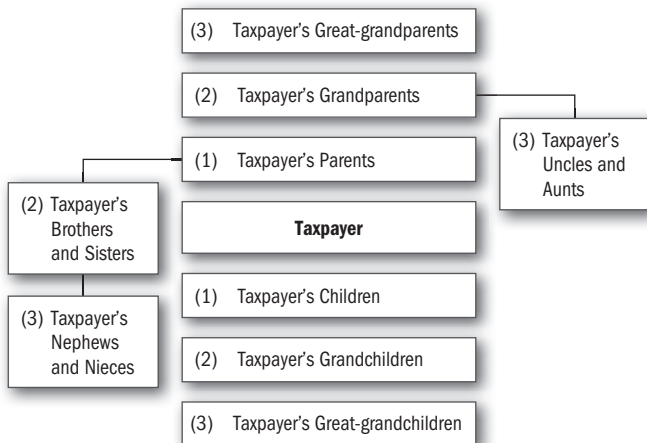 (3) Taxpayer's Great-grandparents
(2) Taxpayer's Grandparents
(3) Taxpayer's
Uncles and
Aunts
(1) Taxpayer's Parents
(2) Taxpayer's
Brothers
and Sisters
Taxpayer
(3) Taxpayer's
Nephews
and Nieces
(1) Taxpayer's Children
(2) Taxpayer's Grandchildren
(3) Taxpayer's Great-grandchildren